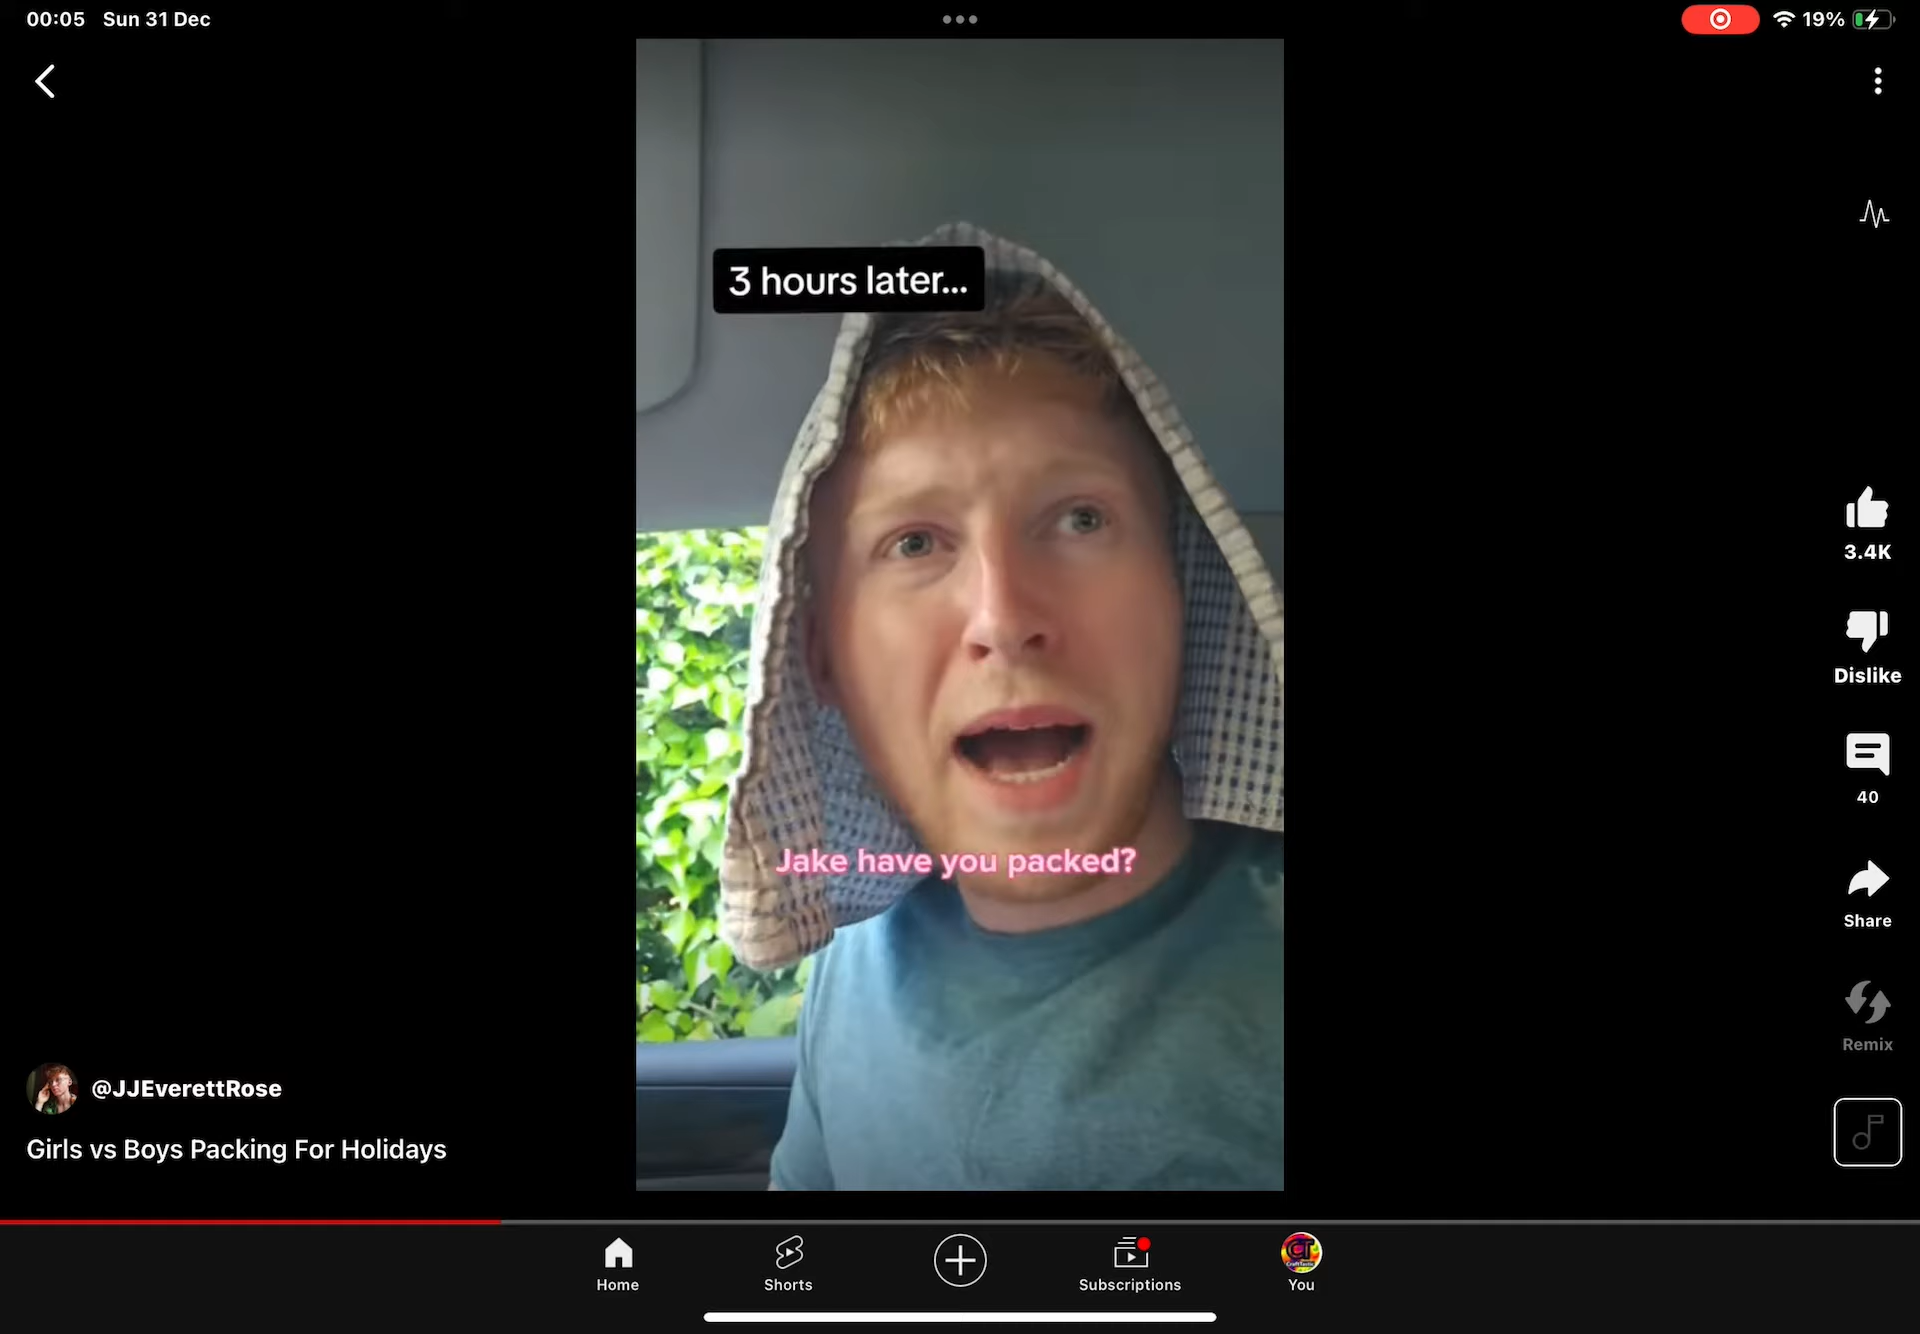 00:05 Sun 31 Dec
19%
3 hours later...
Jake have you packed?
3.4K
Dislike
40
Share
Remix
@JJEverettRose
Girls vs Boys Packing For Holidays
Home
Shorts
Subscriptions
You